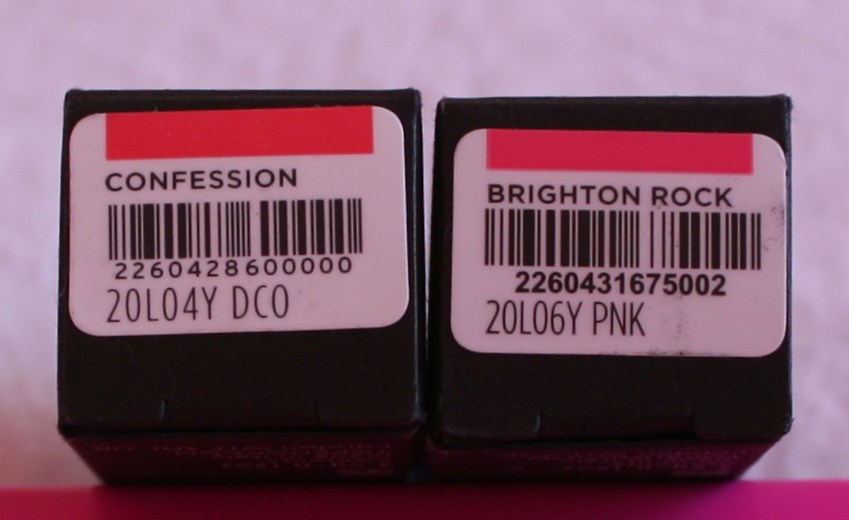 CONFESSION
2260428600000
20L04Y DCO
BRIGHTON ROCK
2260431675002
20L06Y PNK